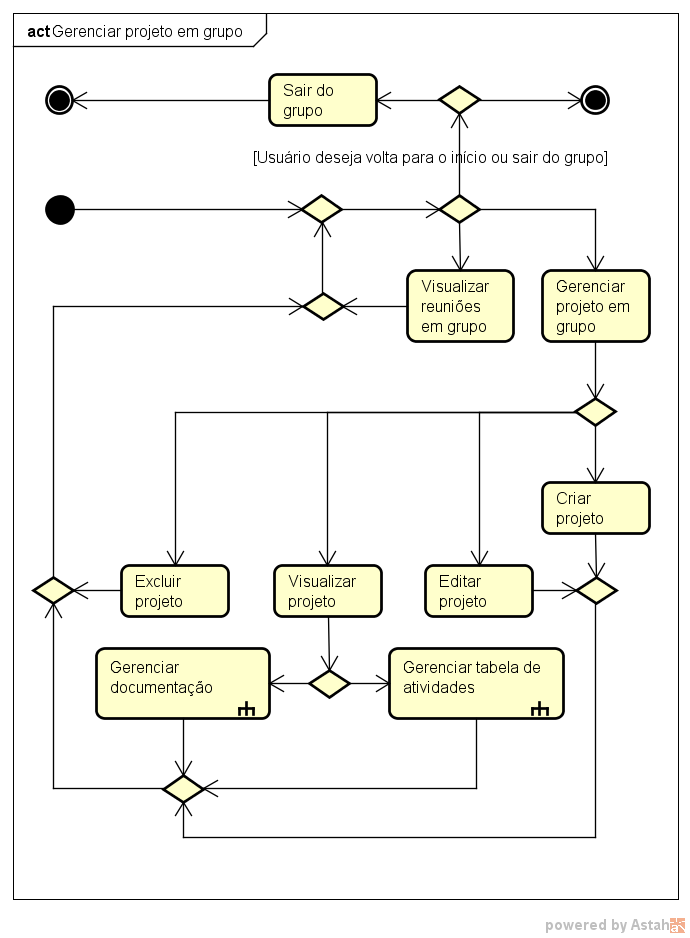 act Gerenciar projeto em grupo
Sair do
grupo
[Usuário deseja volta para o início ou sair do grupo]
Visualizar
reuniões
em grupo
Gerenciar
projeto em
grupo
Criar
projeto
Excluir
projeto
Visualizar
projeto
Editar
projeto
Gerenciar
documentação
Gerenciar tabela de
atividades
powered by Astah